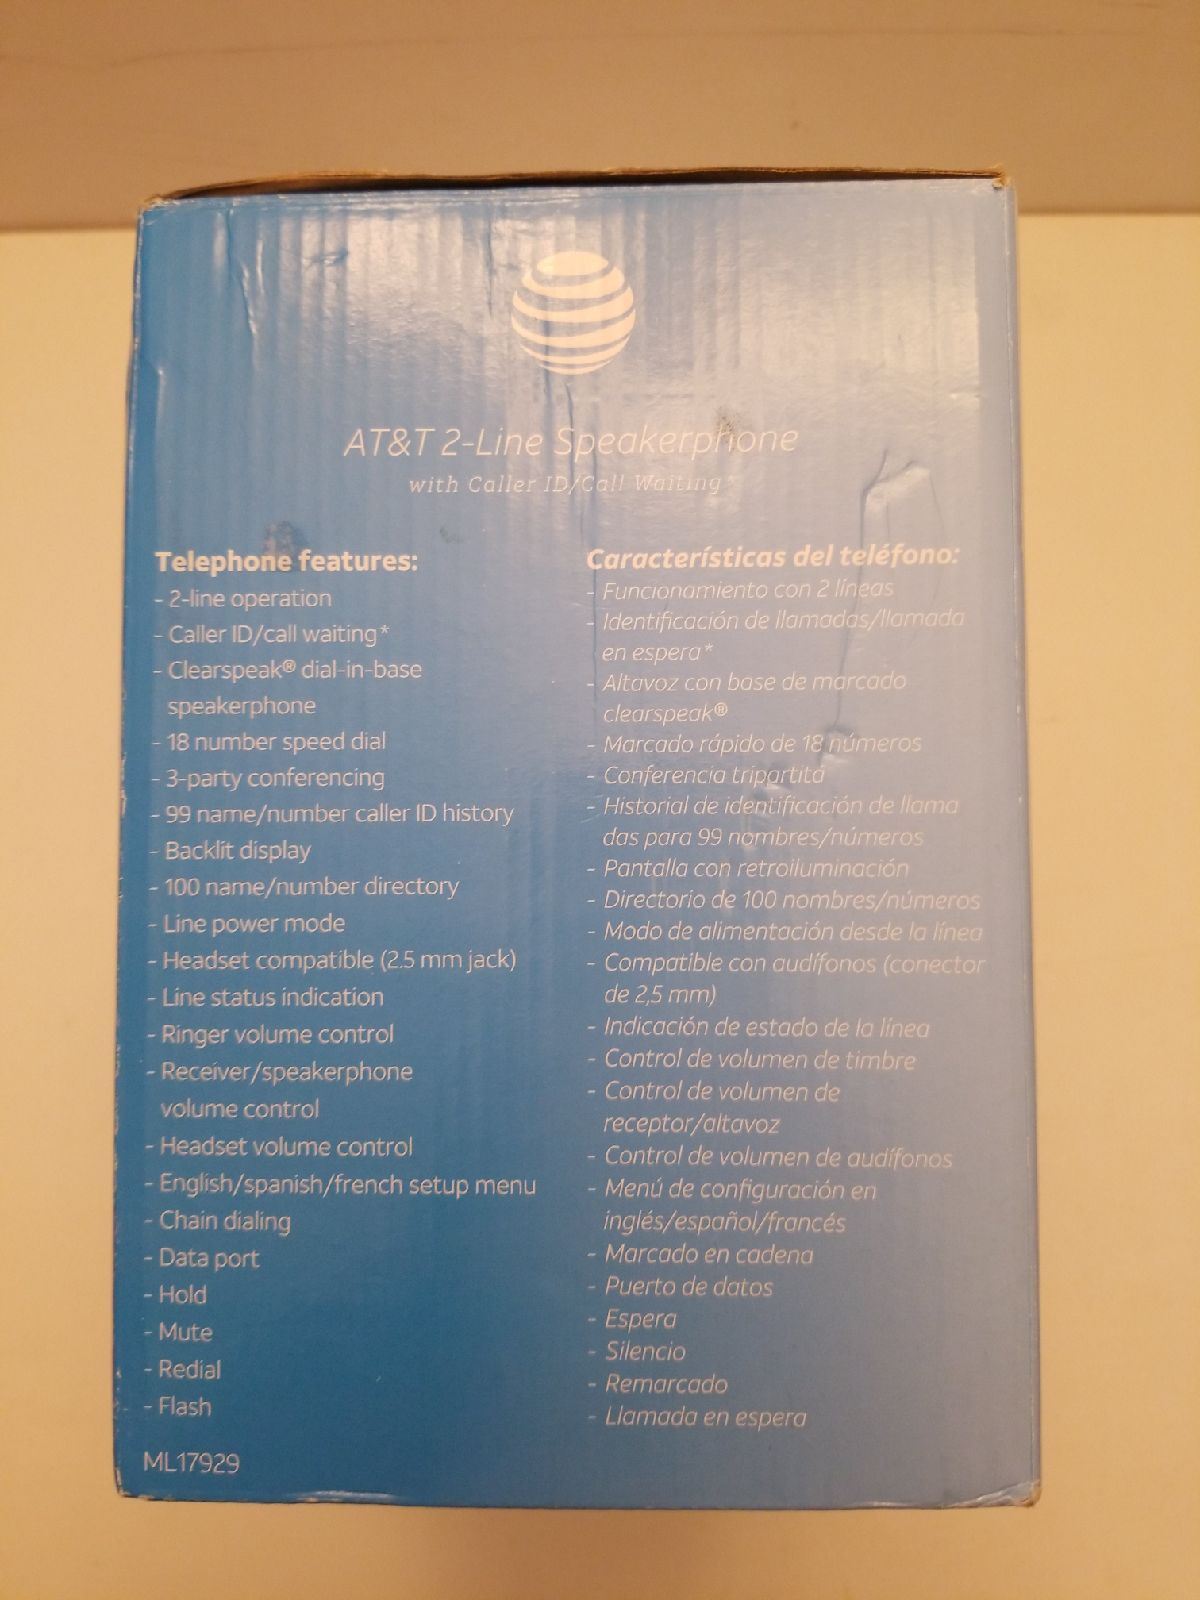 AT&T 2-Line Speakerphone
with Caller ID/Call Waiting*
Telephone features:
- 2-line operation
- Caller ID/call waiting*
- Clearspeak® dial-in-base
speakerphone
- 18 number speed dial
- 3-party conferencing
- 99 name/number caller ID history
- Backlit display
- 100 name/number directory
- Line power mode
- Headset compatible (2.5 mm jack)
- Line status indication
- Ringer volume control
- Receiver/speakerphone
volume control
- Headset volume control
- English/spanish/french setup menu
- Chain dialing
- Data port
- Hold
- Mute
- Redial
- Flash
ML17929
Características del teléfono:
- Funcionamiento con 2 líneas
- Identificación de llamadas/llamada
en espera*
- Altavoz con base de marcado
clearspeak®
- Marcado rápido de 18 números
- Conferencia tripartita
- Historial de identificación de llama
das para 99 nombres/números
- Pantalla con retroiluminación
- Directorio de 100 nombres/números
- Modo de alimentación desde la línea
- Compatible con audífonos (conector
de 2,5 mm)
- Indicación de estado de la línea
- Control de volumen de timbre
- Control de volumen de
receptor/altavoz
- Control de volumen de audífonos
- Menú de configuración en
inglés/español/francés
- Marcado en cadena
- Puerto de datos
- Espera
- Silencio
- Remarcado
- Llamada en espera